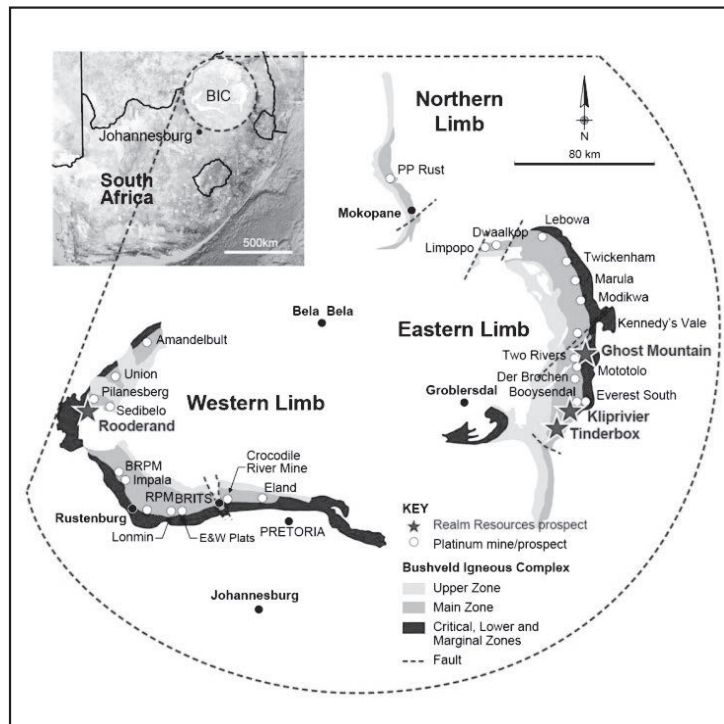 BIC
Johannesburg
South
Africa
500km
Northern
Limb
N
80 km
PP Rust
Mokopane
Lebowa
Dwaalkop
Limpopo
Twickenham
Marula
Modikwa
Kennedy's Vale
Eastern Limb
Ghost Mountain
Two Rivers
Mototolo
Der Brochen
Booysendal
Everest South
Groblersdal
Kliprivier
Tinderbox
Bela Bela
Amandelbult
Union
Pilanesberg
Sedibelo
Rooderand
Western Limb
Crocodile
River Mine
BRPM
Impala
Eland
RPM
BRITS
Rustenburg
Lonmin
E&W Plats
PRETORIA
Johannesburg
KEY
Realm Resources prospect
Platinum mine/prospect
Bushveld Igneous Complex
Upper Zone
Main Zone
Critical, Lower and
Marginal Zones
Fault